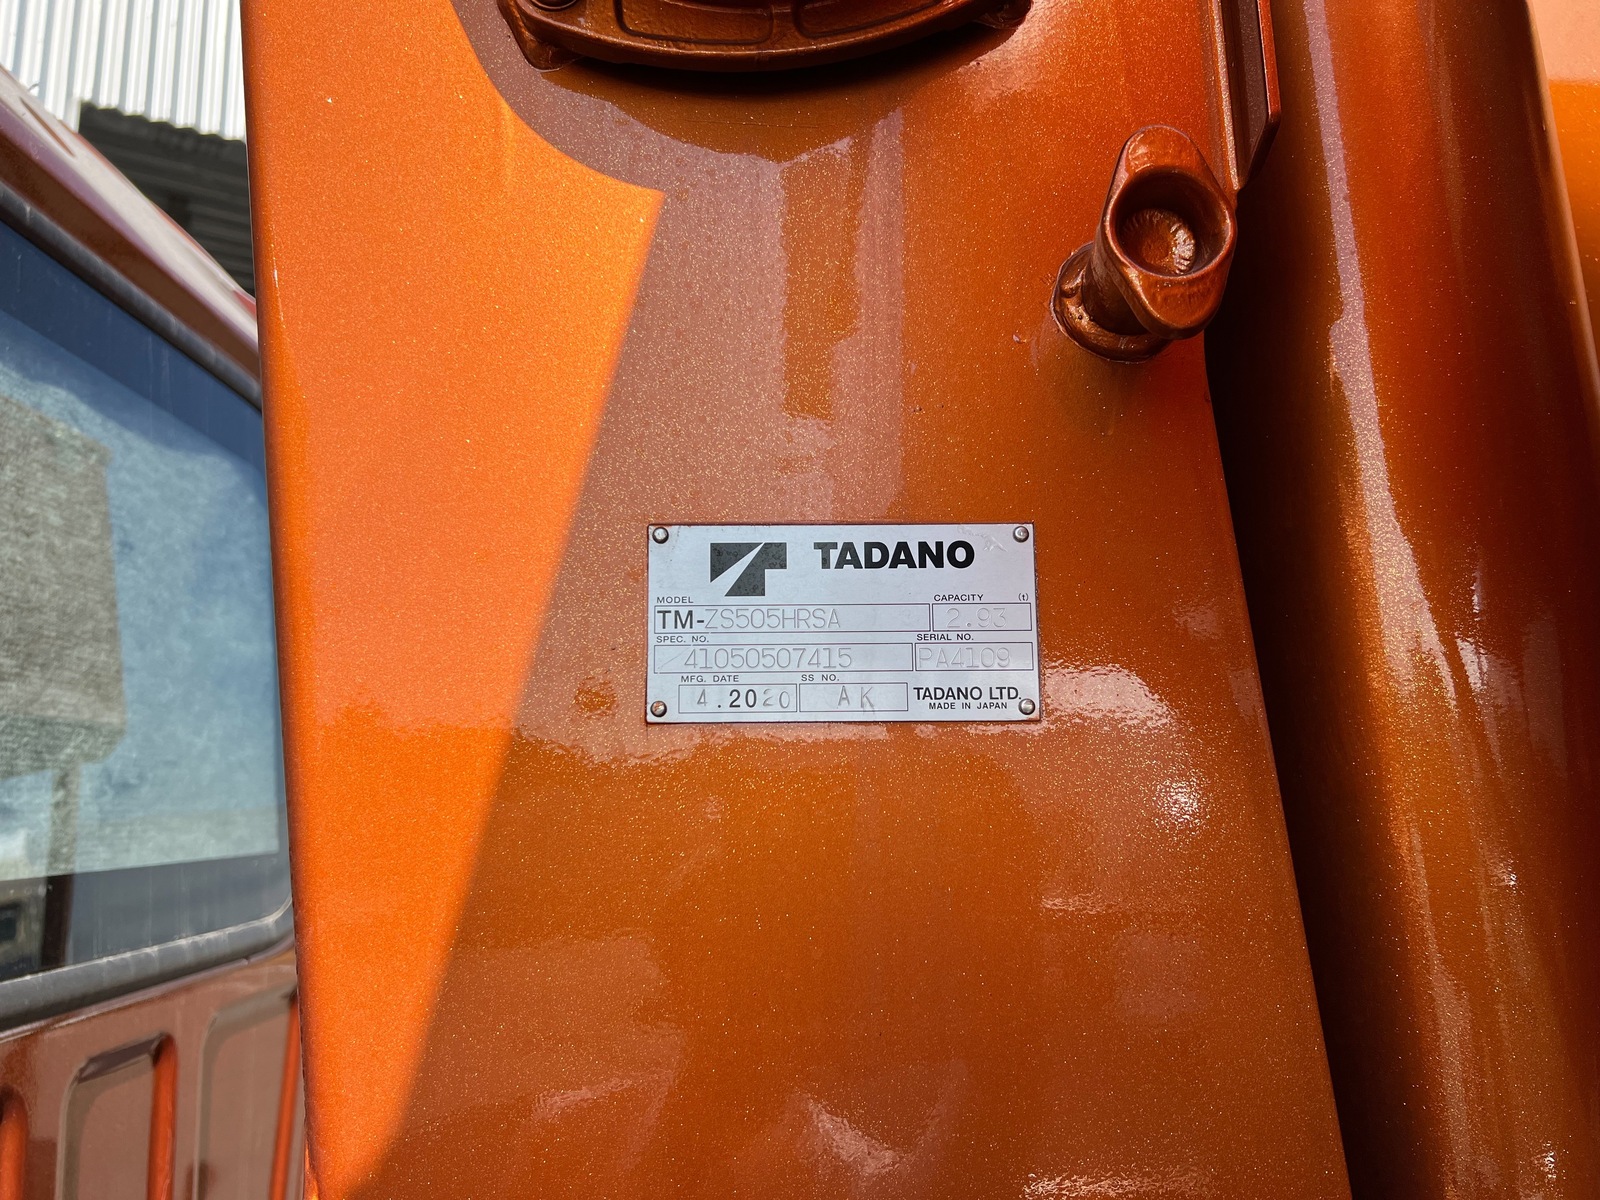 TADANO
MODEL CAPACITY (t)
TM-ZS505HRSA 2.93
SPEC. NO. SERIAL NO.
41050507415 PA4109
MFG. DATE SS NO.
4.2020 AK TADANO LTD.
MADE IN JAPAN